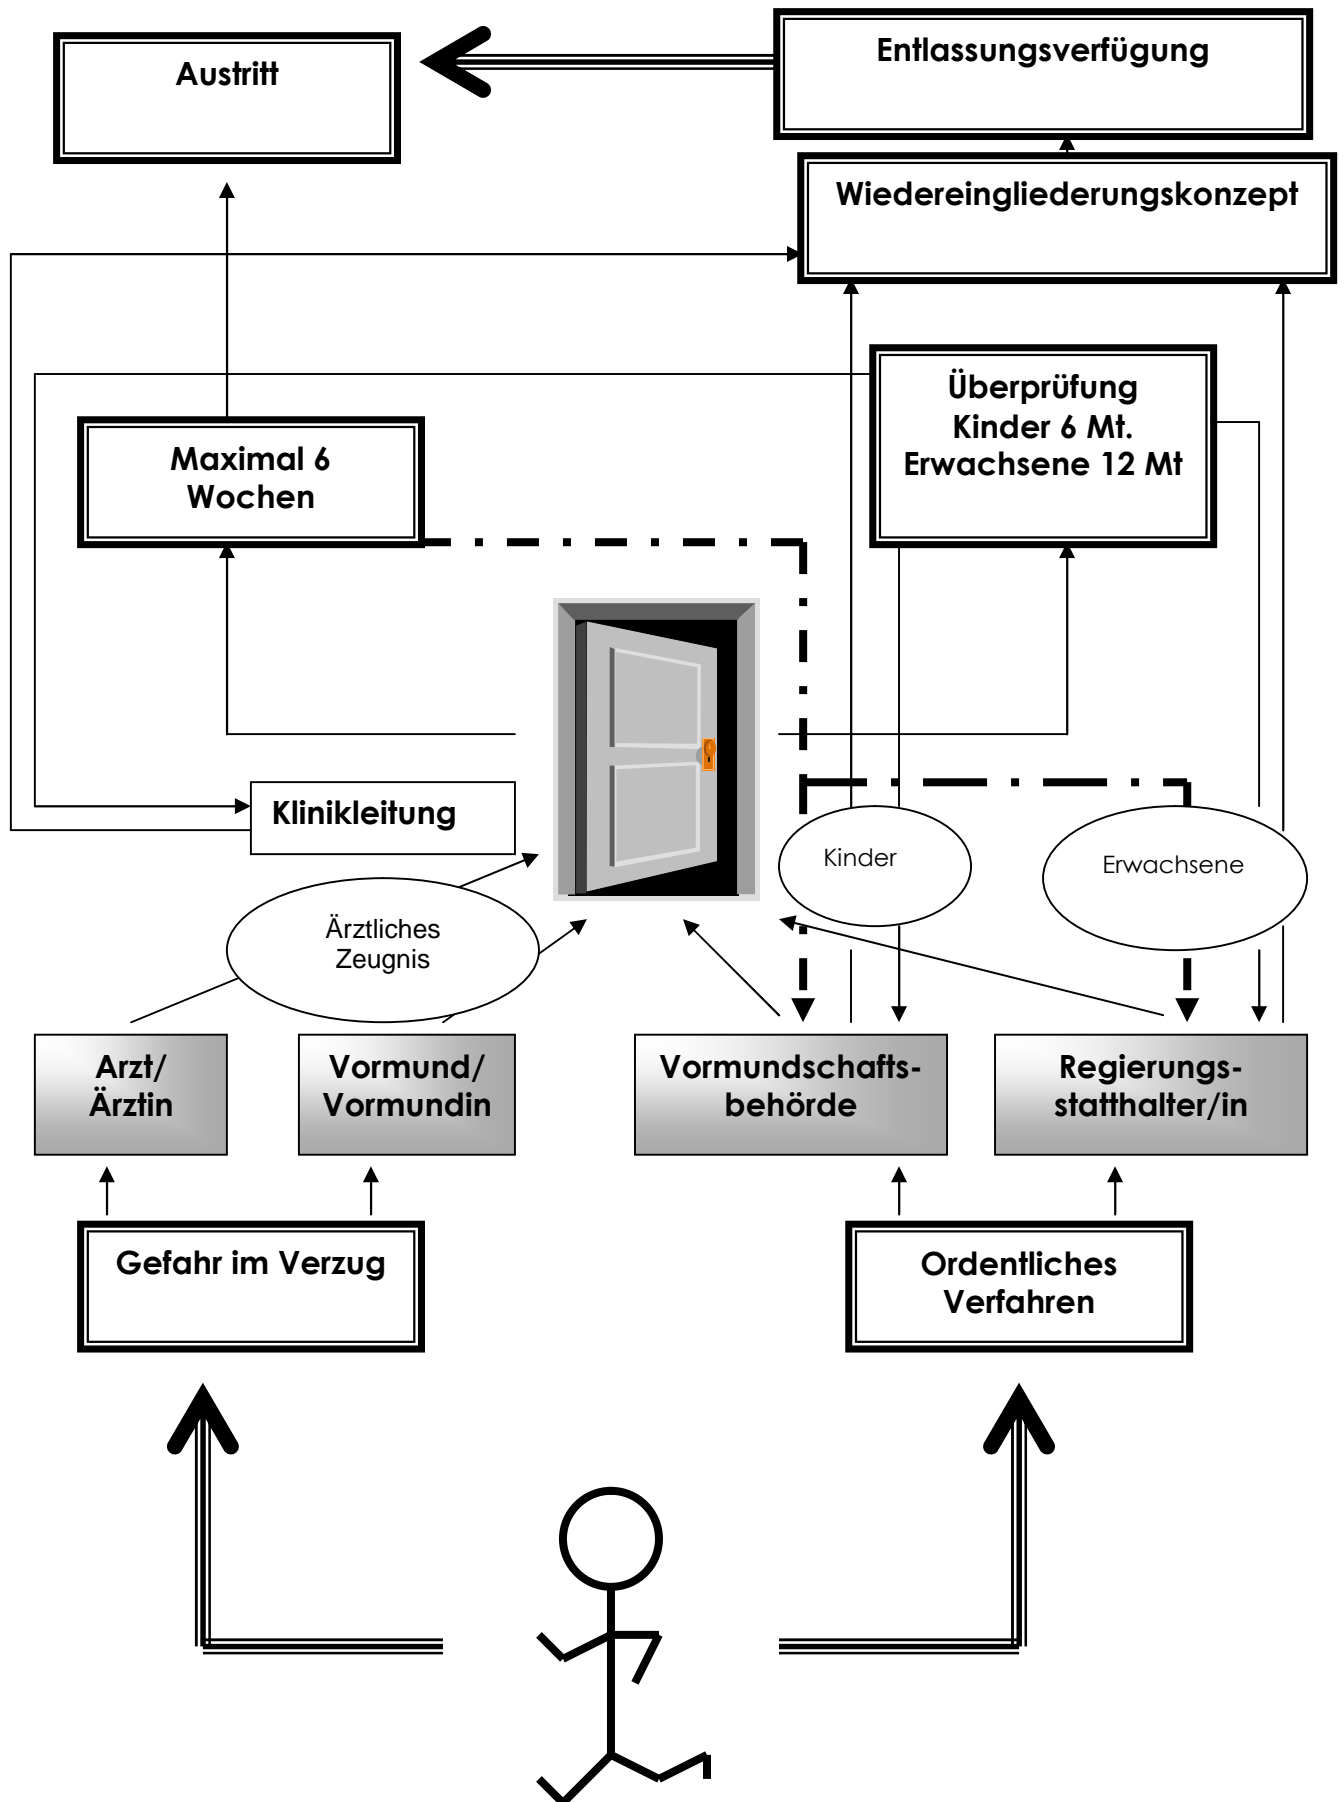 Entlassungsverfügung
Austritt
Wiedereingliederungskonzept
Überprüfung
Kinder 6 Mt.
Erwachsene 12 Mt
Maximal 6
Wochen
Klinikleitung
Kinder
Erwachsene
Ärztliches
Zeugnis
Arzt/
Ärztin
Vormund/
Vormundin
Vormundschafts-
behörde
Regierungs-
statthalter/in
Gefahr im Verzug
Ordentliches
Verfahren